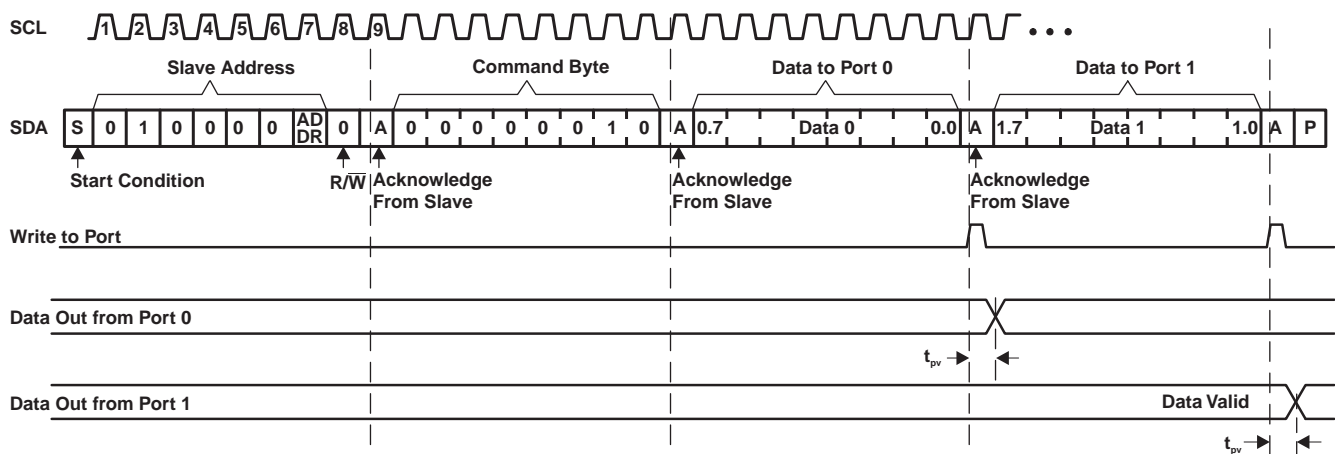 SCL 1 2 3 4 5 6 7 8 9
Slave Address Command Byte Data to Port 0 Data to Port 1
SDA S 0 1 0 0 0 0 AD DR 0 A 0 0 0 0 0 0 1 0 A 0.7 Data 0 0.0 A 1.7 Data 1 1.0 A P
Start Condition R/W̅ Acknowledge From Slave Acknowledge From Slave Acknowledge From Slave
Write to Port
Data Out from Port 0
tpv
Data Out from Port 1 Data Valid
tpv